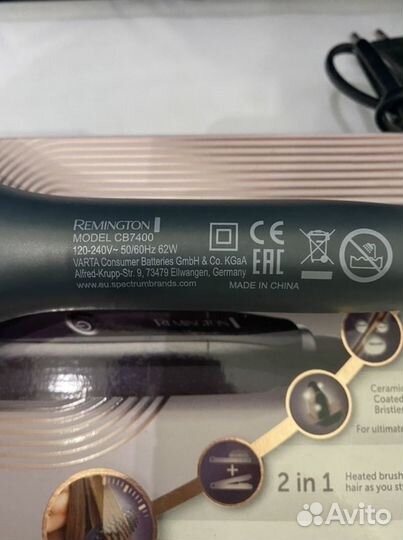 REMINGTON
MODEL CB7400
120-240V~ 50/60Hz 62W
VARTA Consumer Batteries GmbH & Co. KGaA
Alfred-Krupp-Str. 9, 73479 Ellwangen, Germany
www.eu.spectrumbrands.com
CE
EAC
MADE IN CHINA
REMINGTON
Ceramic
Coated
Bristles
For ultimate
2 in 1
Heated brush
hair as you st
Avito